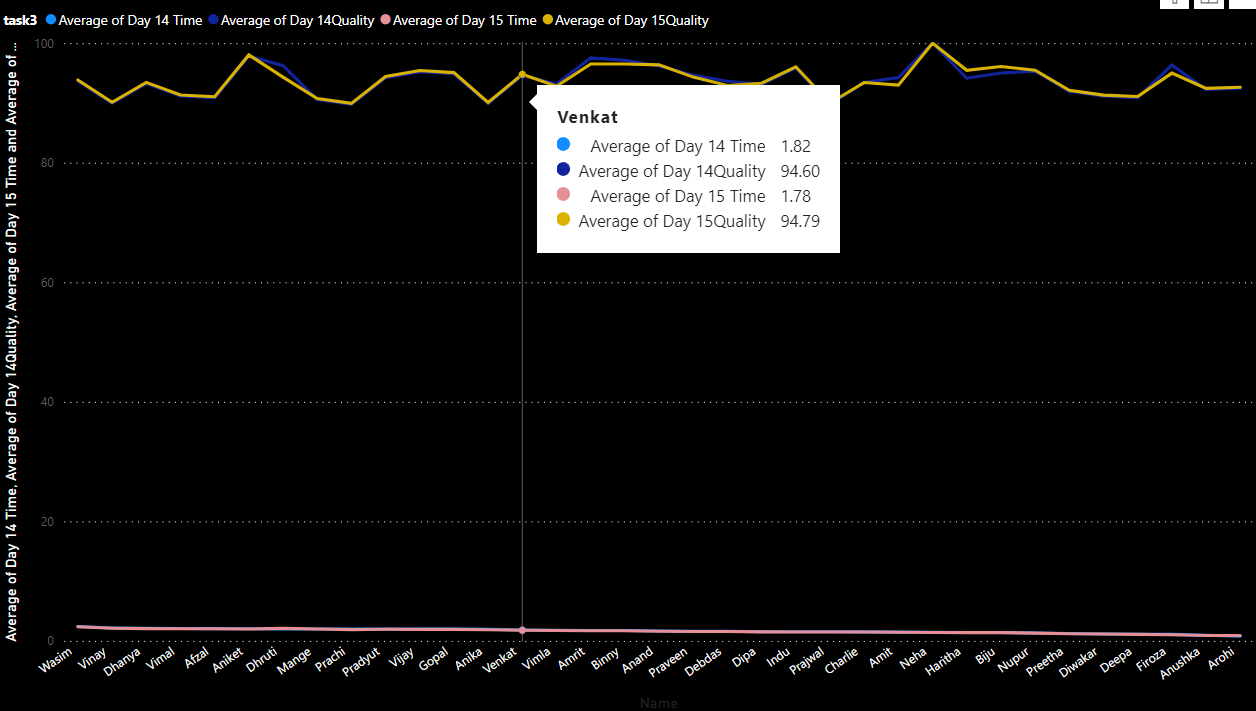 task3 Average of Day 14 Time Average of Day 14Quality Average of Day 15 Time Average of Day 15Quality
Average of Day 14 Time, Average of Day 14Quality, Average of Day 15 Time and Average of ...
100
80
60
40
20
0
Venkat
Average of Day 14 Time 1.82
Average of Day 14Quality 94.60
Average of Day 15 Time 1.78
Average of Day 15Quality 94.79
Wasim Vinay Dhanya Vimal Afzal Aniket Dhruti Mange Prachi Pradyut Vijay Gopal Anika Venkat Vimla Amrit Binny Anand Praveen Debdas Dipa Indu Prajwal Charlie Amit Neha Haritha Biju Nupur Preetha Diwakar Deepa Firoza Anushka Arohi
Name